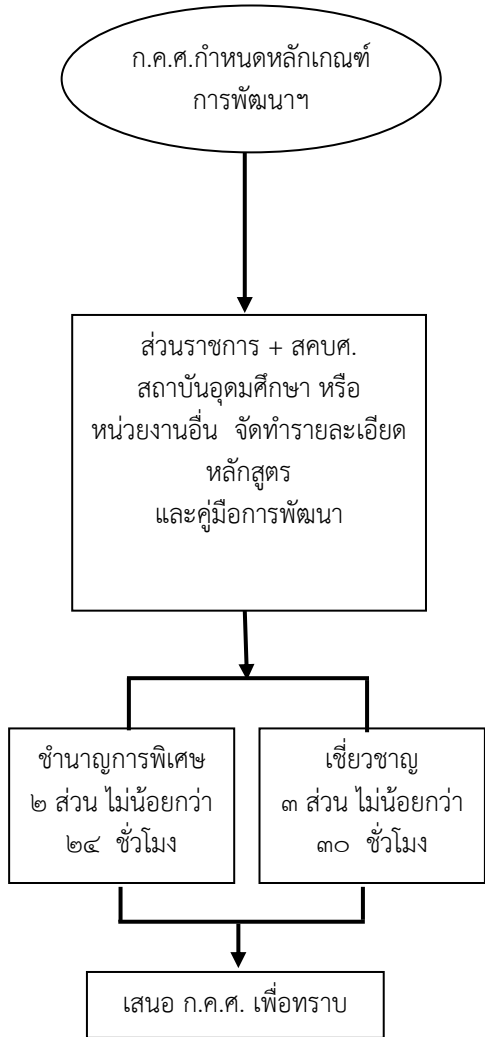 ก.ค.ศ.กำหนดหลักเกณฑ์
การพัฒนาฯ
ส่วนราชการ + สคบศ.
สถาบันอุดมศึกษา หรือ
หน่วยงานอื่น จัดทำรายละเอียด
หลักสูตร
และคู่มือการพัฒนา
ชำนาญการพิเศษ
๒ ส่วน ไม่น้อยกว่า
๒๔ ชั่วโมง
เชี่ยวชาญ
๓ ส่วน ไม่น้อยกว่า
๓๐ ชั่วโมง
เสนอ ก.ค.ศ. เพื่อทราบ